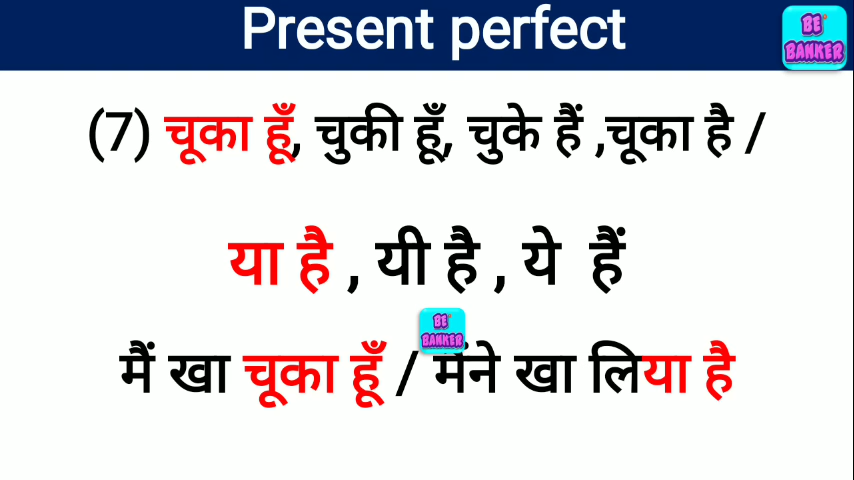 Present perfect
BE BANKER
(7) चूका हूँ, चुकी हूँ, चुके हैं ,चूका है /
या है , यी है , ये हैं
BE BANKER
मैं खा चूका हूँ / मैंने खा लिया है